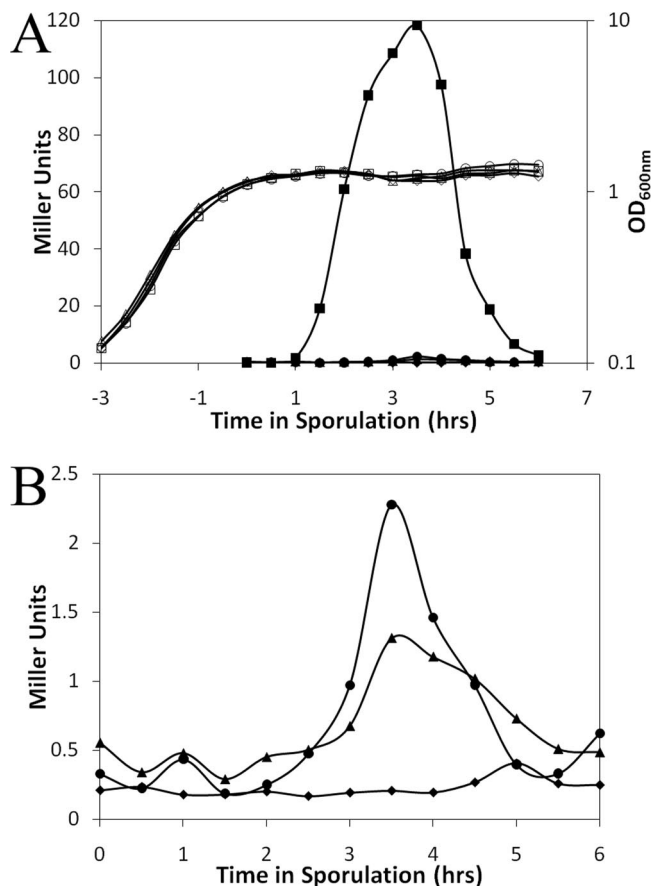 A
120
100
80
60
40
20
0
Miller Units
10
1
0.1
OD600nm
-3 -1 1 3 5 7
Time in Sporulation (hrs)
B
2.5
2
1.5
1
0.5
0
Miller Units
0 1 2 3 4 5 6
Time in Sporulation (hrs)